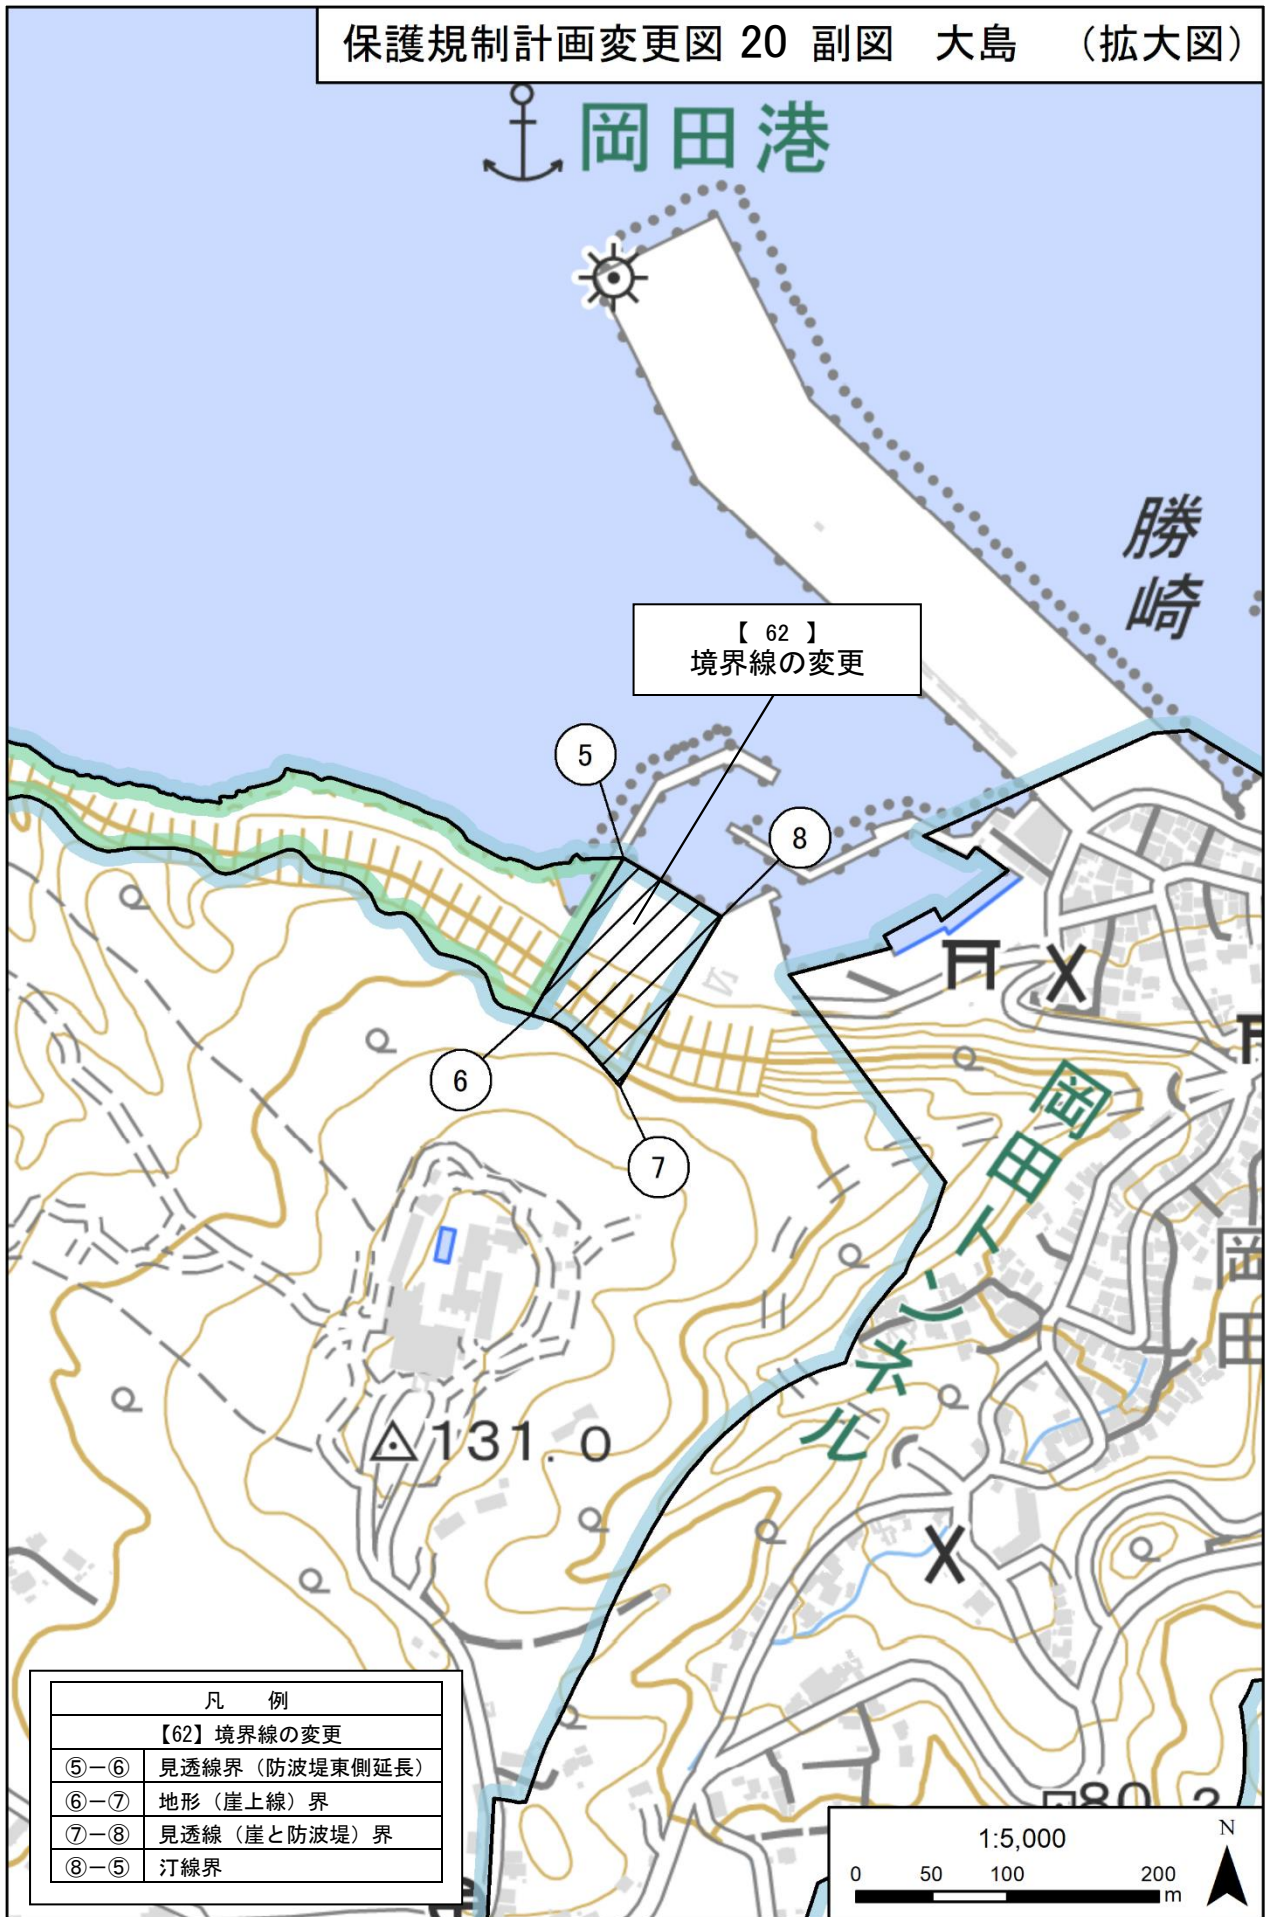 保護規制計画変更図 20 副図　大島　（拡大図）
岡田港
勝崎
【 62 】
境界線の変更
5
8
6
7
岡田トンネル
岡田
131.0
凡　例
【62】境界線の変更
⑤－⑥ 見透線界（防波堤東側延長）
⑥－⑦ 地形（崖上線）界
⑦－⑧ 見透線（崖と防波堤）界
⑧－⑤ 汀線界
1:5,000
0 50 100 200
m
N